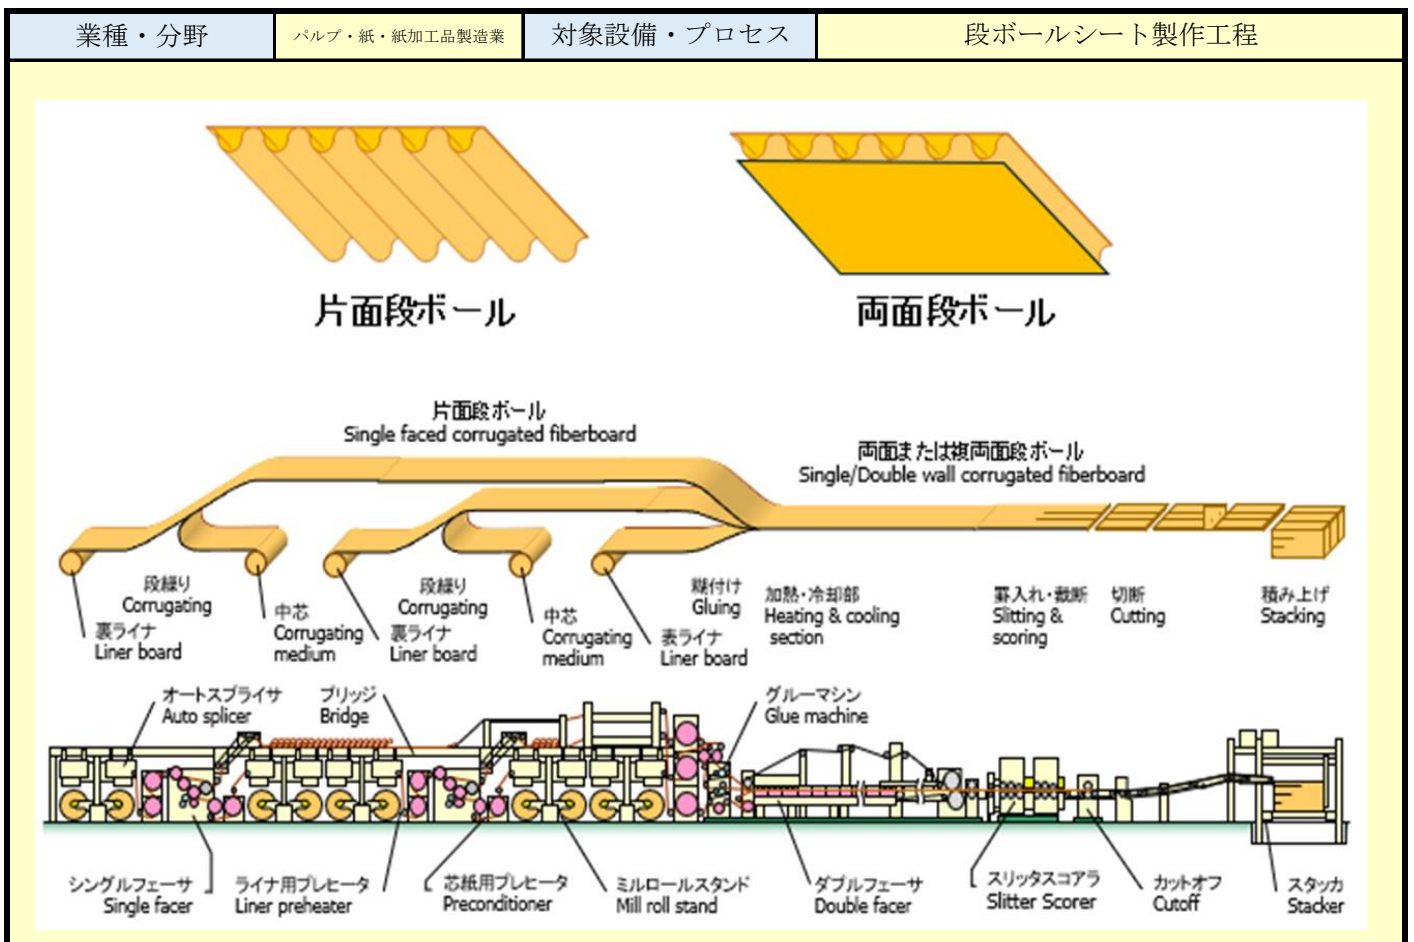 業種・分野 パルプ・紙・紙加工品製造業 対象設備・プロセス 段ボールシート製作工程
片面段ボール 両面段ボール
片面段ボール
Single faced corrugated fiberboard
両面または複両面段ボール
Single/Double wall corrugated fiberboard
段繰り
Corrugating
中芯
Corrugating
medium
裏ライナ
Liner board
段繰り
Corrugating
中芯
Corrugating
medium
裏ライナ
Liner board
表ライナ
Liner board
糊付け
Gluing
加熱・冷却部
Heating & cooling
section
罫入れ・裁断
Slitting &
scoring
切断
Cutting
積み上げ
Stacking
オートスプライサ
Auto splicer
ブリッジ
Bridge
グルーマシン
Glue machine
シングルフェーサ
Single facer
ライナ用プレヒータ
Liner preheater
芯紙用プレヒータ
Preconditioner
ミルロールスタンド
Mill roll stand
ダブルフェーサ
Double facer
スリッタスコアラ
Slitter Scorer
カットオフ
Cutoff
スタッカ
Stacker